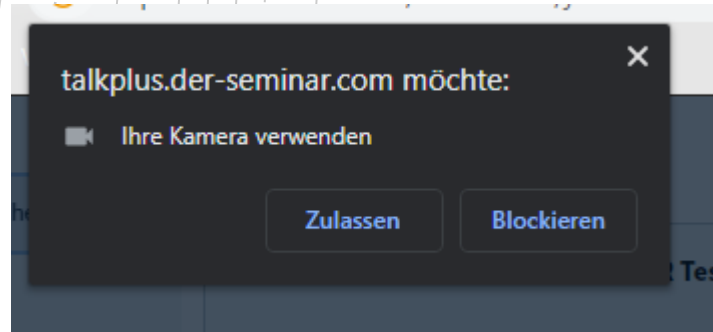 talkplus.der-seminar.com möchte:
Ihre Kamera verwenden
Zulassen
Blockieren